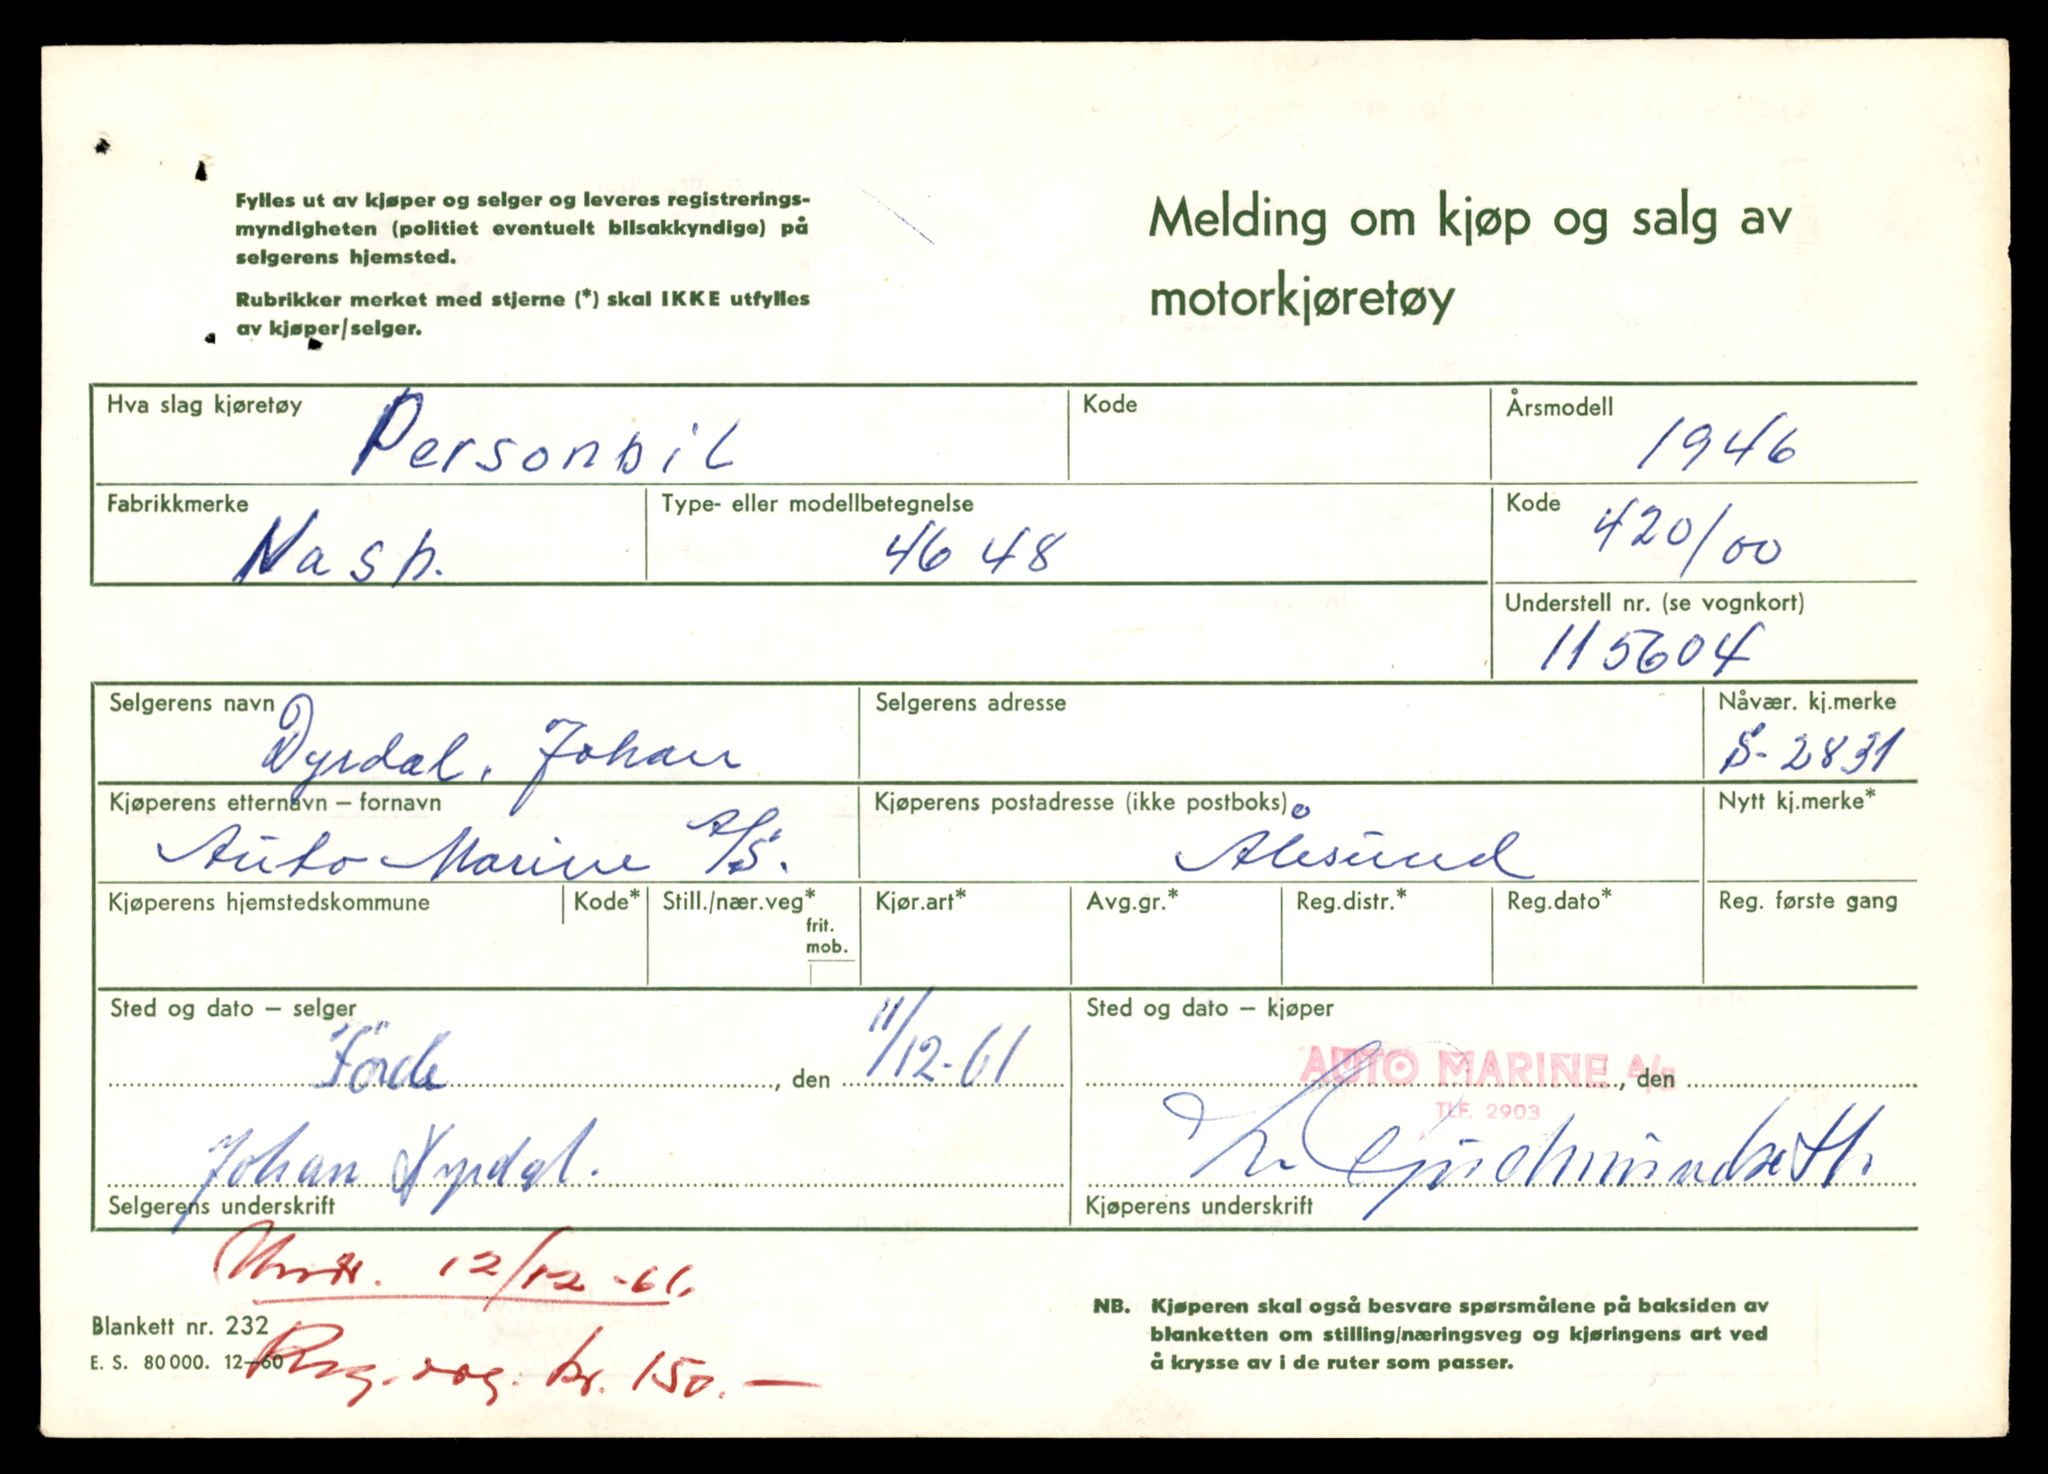 Fylles ut av kjøper og selger og leveres registrerings-
myndigheten (politiet eventuelt bilsakkyndige) på
selgerens hjemsted.
Rubrikker merket med stjerne (*) skal IKKE utfylles
av kjøper/selger.
Melding om kjøp og salg av
motorkjøretøy
Hva slag kjøretøy Personbil
Kode
Årsmodell 1946
Fabrikkmerke Nash.
Type- eller modellbetegnelse 4648
Kode 420/00
Understell nr. (se vognkort)
115604
Selgerens navn
Dyrdal, Johan
Selgerens adresse
Nåvær. kj.merke
S-2831
Kjøperens etternavn – fornavn
Auto Marine A/S.
Kjøperens postadresse (ikke postboks)
Ålesund
Nytt kj.merke*
Kjøperens hjemstedskommune
Kode*
Still./nær.veg*
frit.
mob.
Kjør.art*
Avg.gr.*
Reg.distr.*
Reg.dato*
Reg. første gang
Sted og dato – selger
Förde, den 11/12-61
Johan Dyrdal.
Selgerens underskrift
Sted og dato – kjøper
AUTO MARINE A/S, den
TLF. 2903
Kjøperens underskrift
12/12-61.
Reg. kr. 150.—
Blankett nr. 232
E. S. 80 000. 12–60
NB. Kjøperen skal også besvare spørsmålene på baksiden av
blanketten om stilling/næringsveg og kjøringens art ved
å krysse av i de ruter som passer.